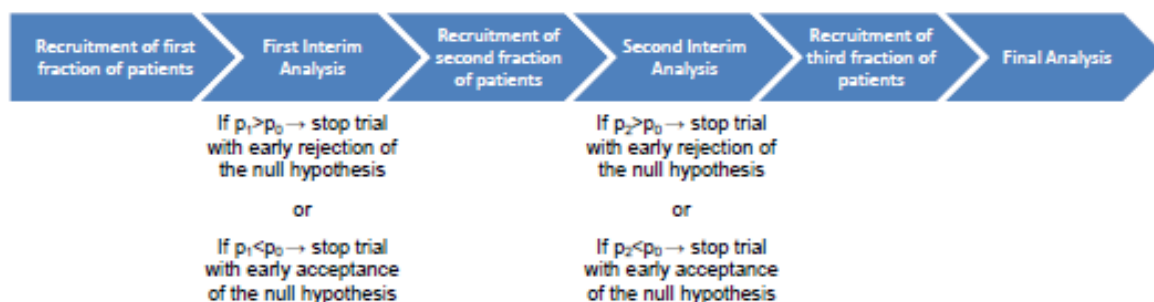 Recruitment of first
fraction of patients
First Interim
Analysis
Recruitment of
second fraction
of patients
Second Interim
Analysis
Recruitment of
third fraction of
patients
Final Analysis
If p₁>p₀ → stop trial
with early rejection of
the null hypothesis
or
If p₁<p₀ → stop trial
with early acceptance
of the null hypothesis
If p₂>p₀ → stop trial
with early rejection of
the null hypothesis
or
If p₂<p₀ → stop trial
with early acceptance
of the null hypothesis